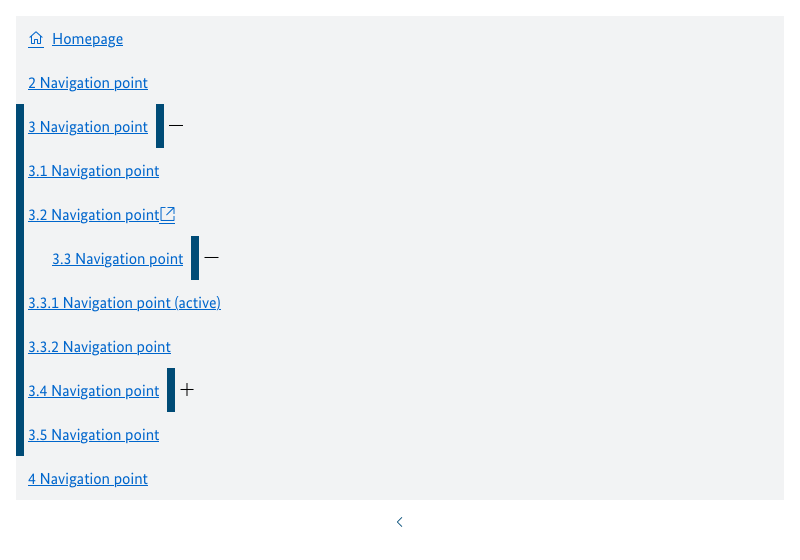 Homepage
2 Navigation point
3 Navigation point
3.1 Navigation point
3.2 Navigation point
3.3 Navigation point
3.3.1 Navigation point (active)
3.3.2 Navigation point
3.4 Navigation point
3.5 Navigation point
4 Navigation point